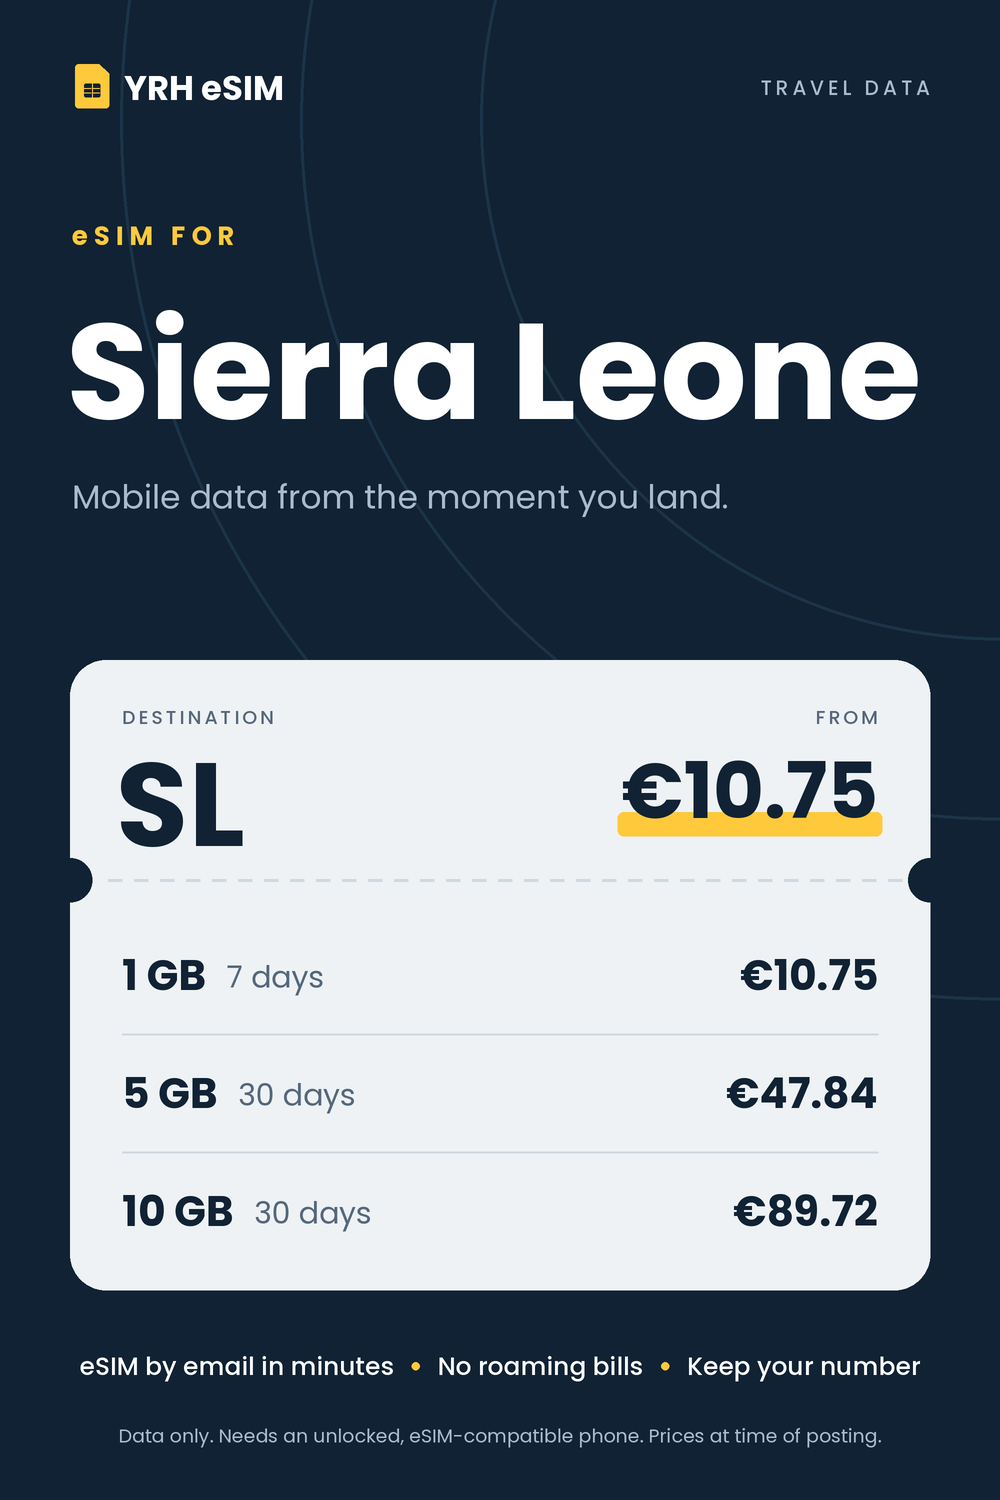 YRH eSIM
TRAVEL DATA
eSIM FOR
Sierra Leone
Mobile data from the moment you land.
DESTINATION FROM
SL €10.75
1 GB 7 days €10.75
5 GB 30 days €47.84
10 GB 30 days €89.72
eSIM by email in minutes • No roaming bills • Keep your number
Data only. Needs an unlocked, eSIM-compatible phone. Prices at time of posting.